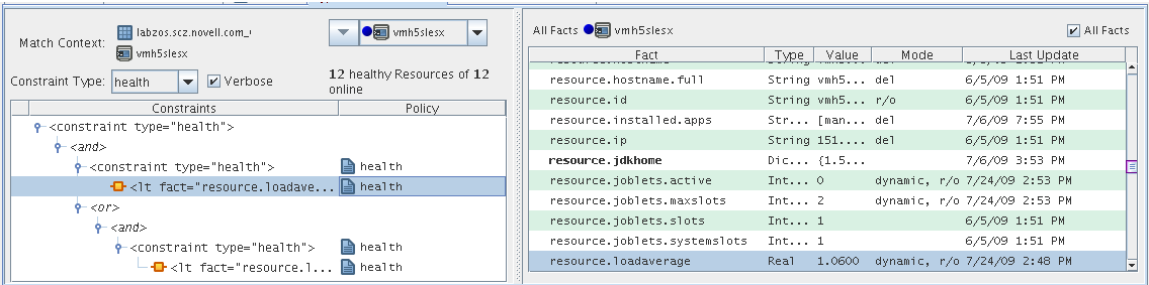 Match Context: labzos.scz.novell.com_ vmh5slesx
vmh5slesx
Constraint Type: health Verbose
12 healthy Resources of 12 online
Constraints Policy
<constraint type="health">
<and>
<constraint type="health"> health
<lt fact="resource.loadave... health
<or>
<and>
<constraint type="health"> health
<lt fact="resource.l... health
All Facts vmh5slesx All Facts
Fact Type Value Mode Last Update
resource.hostname.full String vmh5... del 6/5/09 1:51 PM
resource.id String vmh5... r/o 6/5/09 1:51 PM
resource.installed.apps Str... [man... del 7/6/09 7:55 PM
resource.ip String 151.... del 6/5/09 1:51 PM
resource.jdkhome Dic... {1.5... 7/6/09 3:53 PM
resource.joblets.active Int... 0 dynamic, r/o 7/24/09 2:53 PM
resource.joblets.maxslots Int... 2 dynamic, r/o 7/24/09 2:53 PM
resource.joblets.slots Int... 1 6/5/09 1:51 PM
resource.joblets.systemslots Int... 1 6/5/09 1:51 PM
resource.loadaverage Real 1.0600 dynamic, r/o 7/24/09 2:48 PM